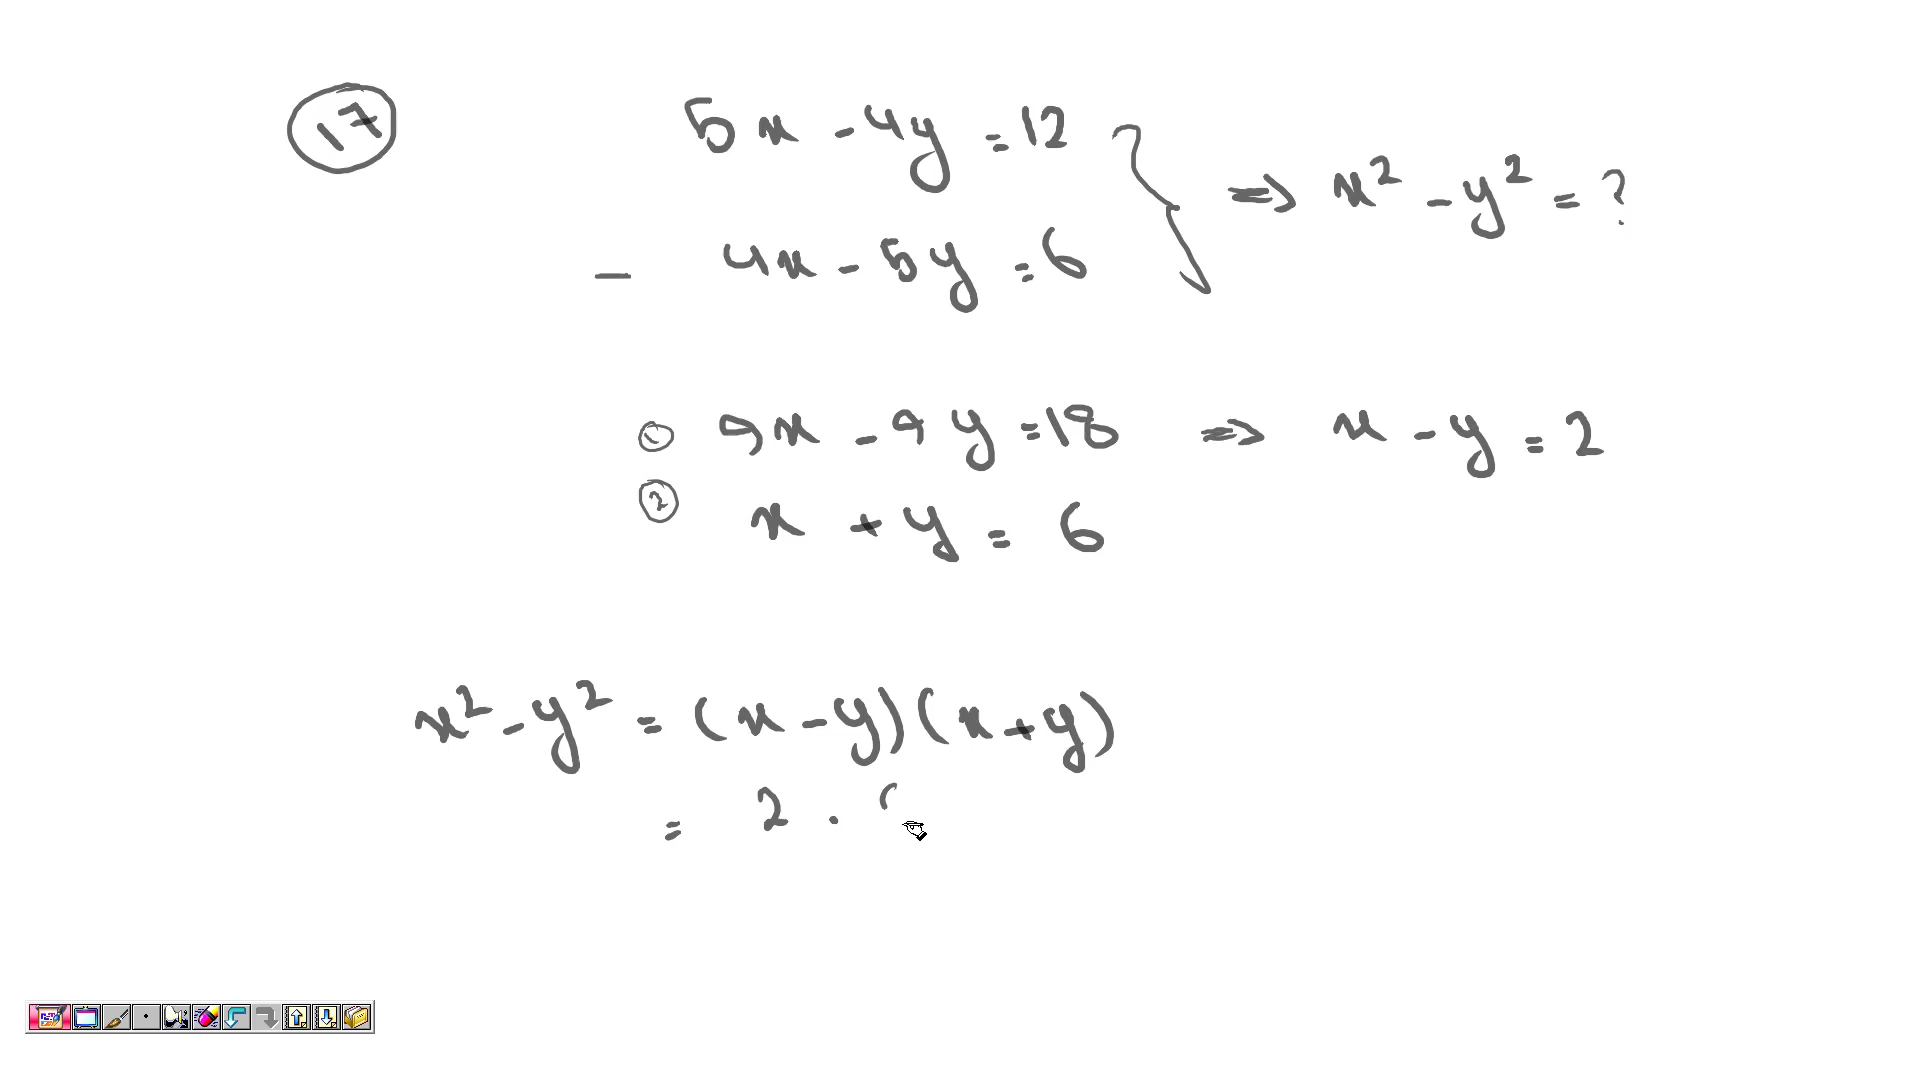 17
5x - 4y = 12
- 4x - 5y = 6
⇒ x² - y² = ?
① 9x - 9y = 18 ⇒ x - y = 2
② x + y = 6
x² - y² = (x - y)(x + y)
= 2 .